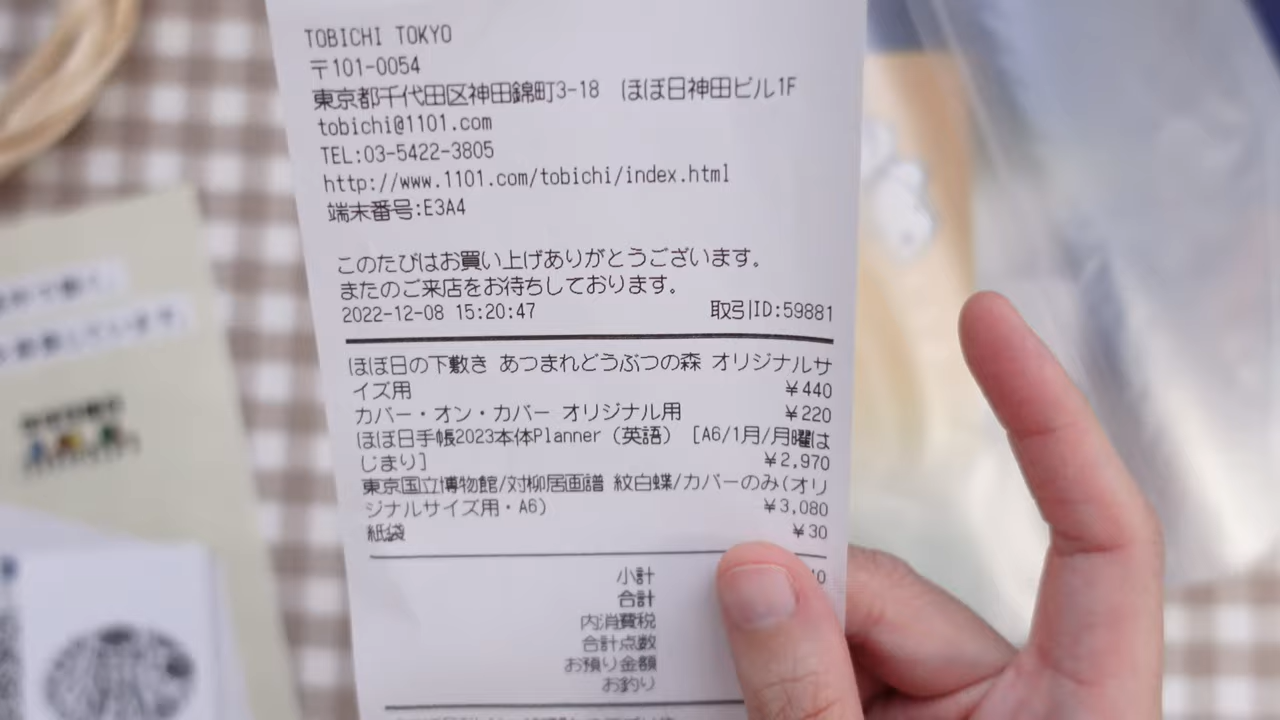 TOBICHI TOKYO
〒101-0054
東京都千代田区神田錦町3-18 ほぼ日神田ビル1F
tobichi@1101.com
TEL:03-5422-3805
http://www.1101.com/tobichi/index.html
端末番号:E3A4
このたびはお買い上げありがとうございます。
またのご来店をお待ちしております。
2022-12-08 15:20:47 取引ID:59881
ほぼ日の下敷き あつまれどうぶつの森 オリジナルサ
イズ用 ¥440
カバー・オン・カバー オリジナル用 ¥220
ほぼ日手帳2023本体Planner（英語）［A6/1月/月曜は
じまり］ ¥2,970
東京国立博物館/対柳居画譜 紋白蝶/カバーのみ(オリ
ジナルサイズ用・A6) ¥3,080
紙袋 ¥30
小計
合計
内消費税
合計点数
お預り金額
お釣り